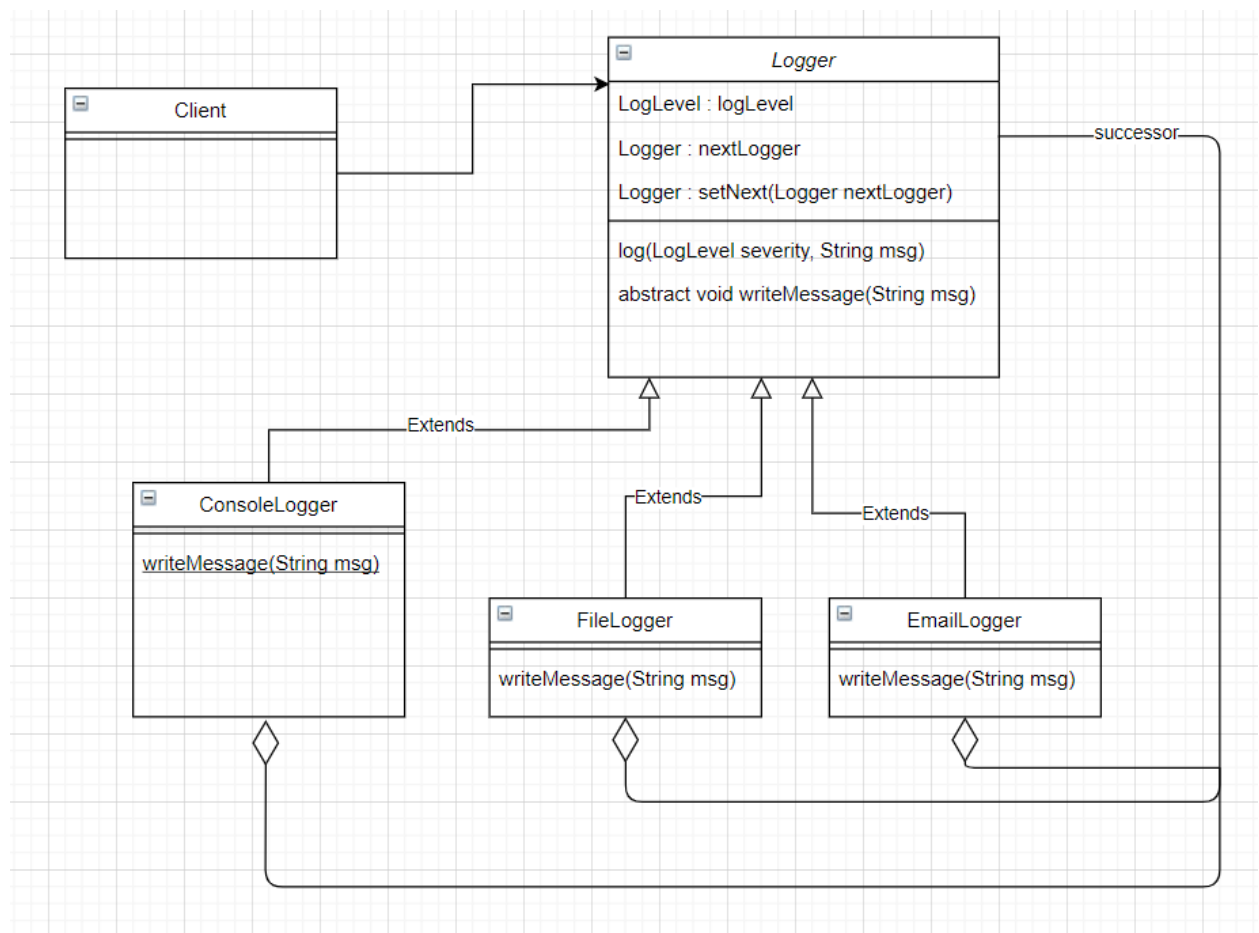 Logger
Client
LogLevel : logLevel
Logger : nextLogger
Logger : setNext(Logger nextLogger)
successor
log(LogLevel severity, String msg)
abstract void writeMessage(String msg)
Extends
ConsoleLogger
writeMessage(String msg)
Extends
Extends
FileLogger
writeMessage(String msg)
EmailLogger
writeMessage(String msg)